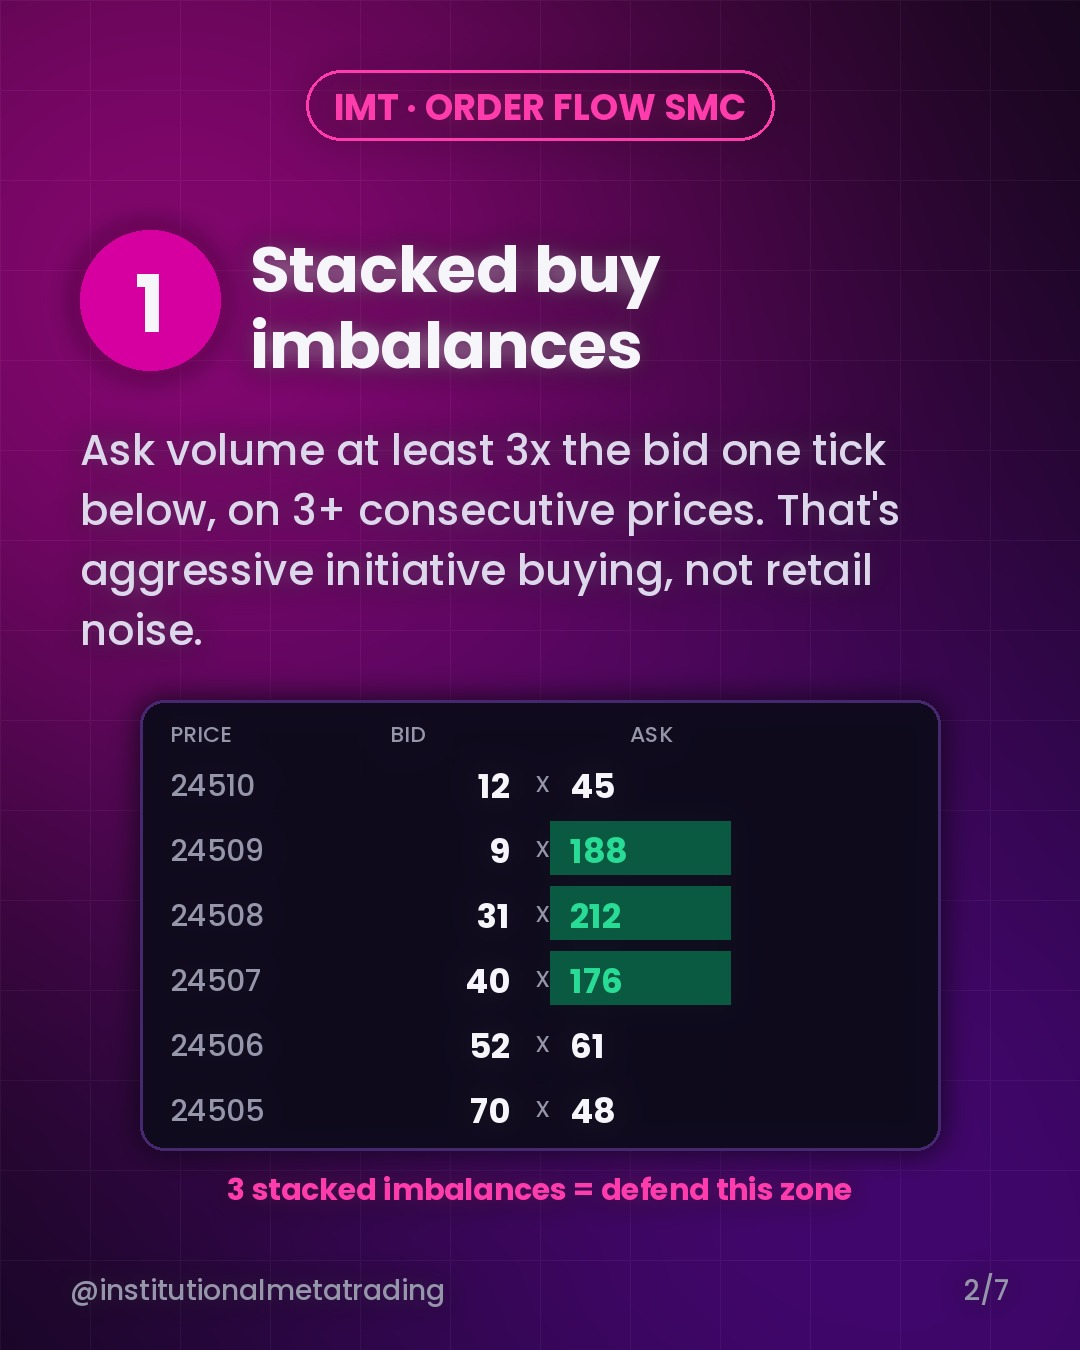 IMT · ORDER FLOW SMC
1
Stacked buy
imbalances
Ask volume at least 3x the bid one tick
below, on 3+ consecutive prices. That's
aggressive initiative buying, not retail
noise.
PRICE BID ASK
24510 12 x 45
24509 9 x 188
24508 31 x 212
24507 40 x 176
24506 52 x 61
24505 70 x 48
3 stacked imbalances = defend this zone
@institutionalmetatrading 2/7